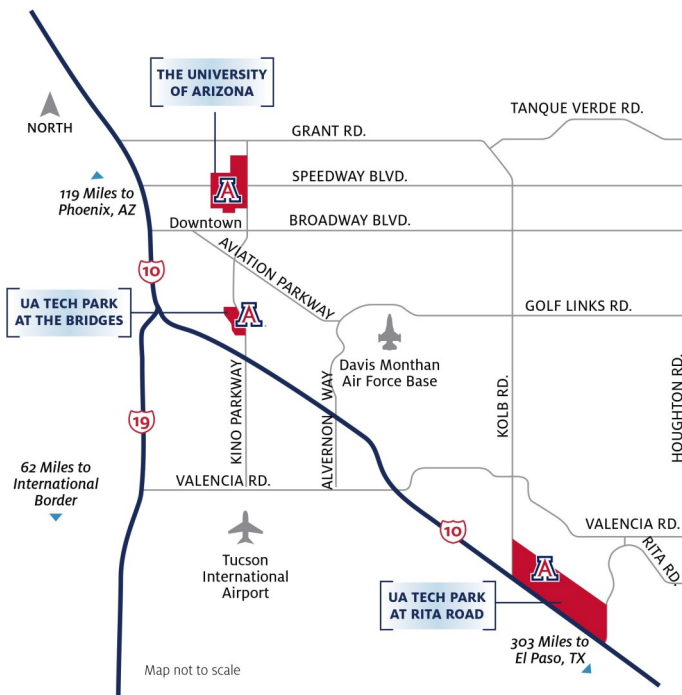 THE UNIVERSITY
OF ARIZONA
NORTH
TANQUE VERDE RD.
GRANT RD.
119 Miles to
Phoenix, AZ
A
SPEEDWAY BLVD.
Downtown
BROADWAY BLVD.
AVIATION PARKWAY
10
UA TECH PARK
AT THE BRIDGES
A
GOLF LINKS RD.
Davis Monthan
Air Force Base
KINO PARKWAY
ALVERNON WAY
KOLB RD.
HOUGHTON RD.
19
62 Miles to
International
Border
VALENCIA RD.
Tucson
International
Airport
10
VALENCIA RD.
RITA RD.
A
UA TECH PARK
AT RITA ROAD
303 Miles to
El Paso, TX
Map not to scale